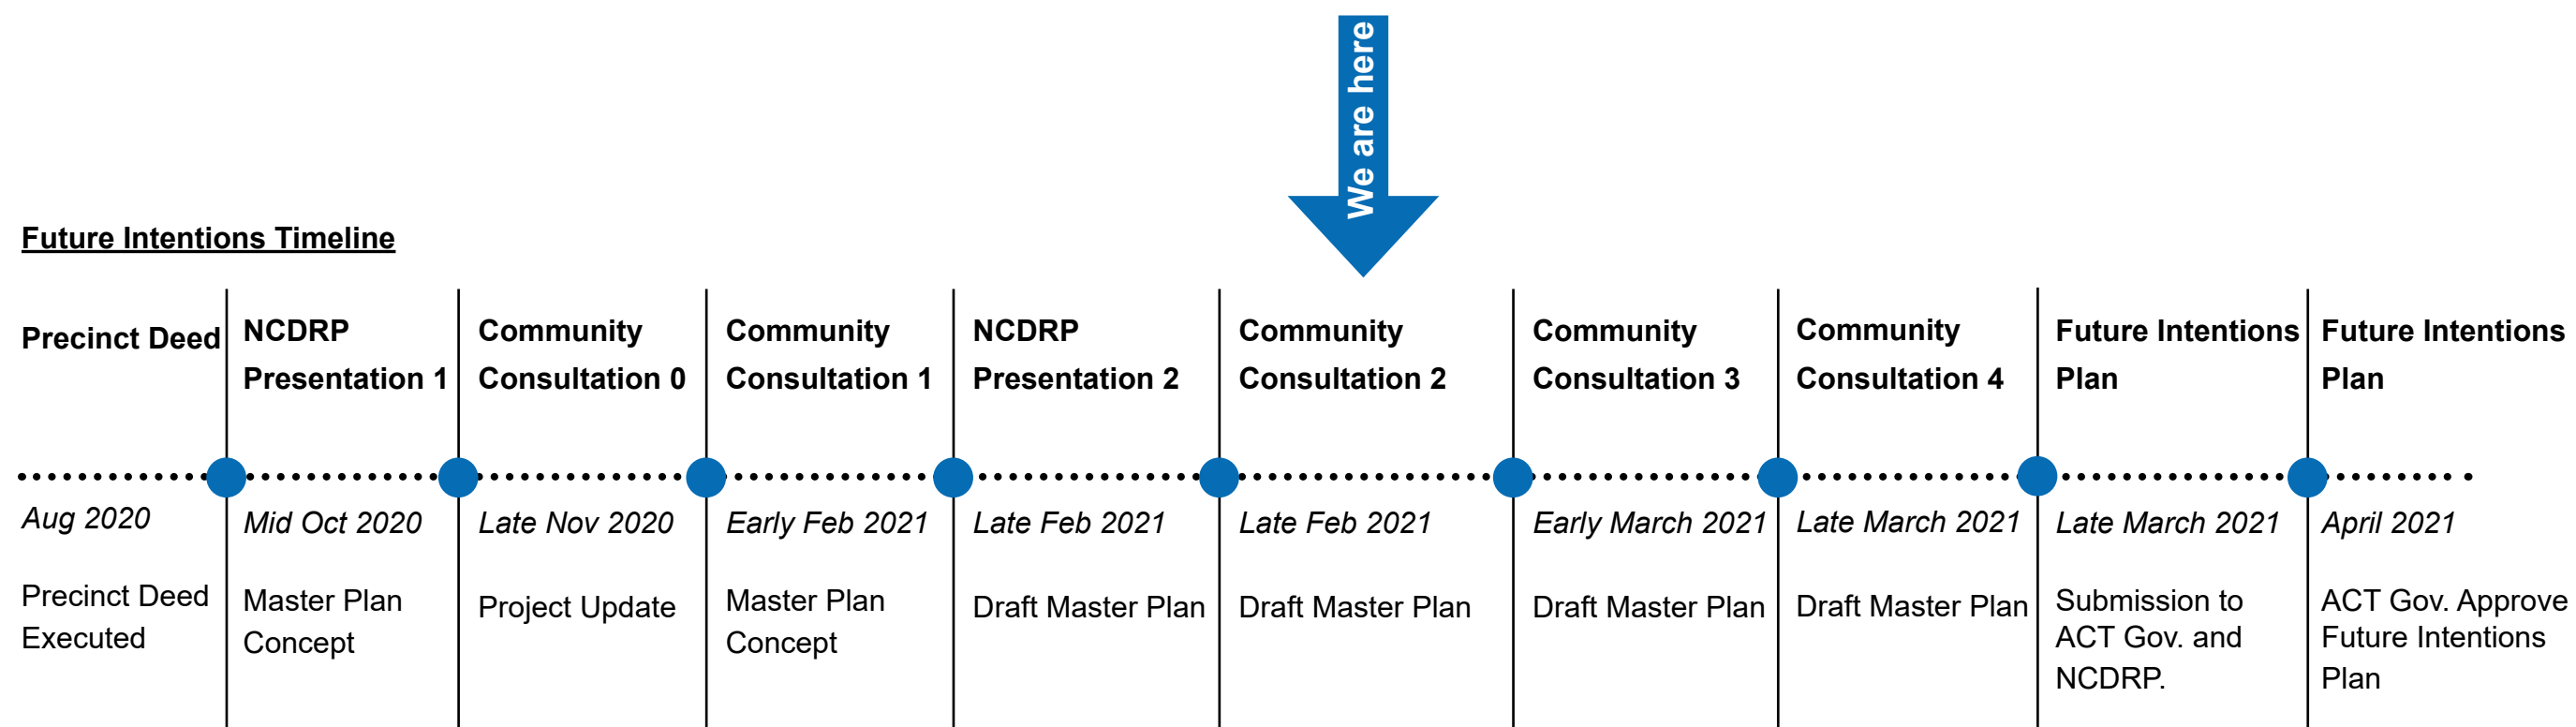 We are here
Future Intentions Timeline
Precinct Deed
Aug 2020
Precinct Deed
Executed
NCDRP
Presentation 1
Mid Oct 2020
Master Plan
Concept
Community
Consultation 0
Late Nov 2020
Project Update
Community
Consultation 1
Early Feb 2021
Master Plan
Concept
NCDRP
Presentation 2
Late Feb 2021
Draft Master Plan
Community
Consultation 2
Late Feb 2021
Draft Master Plan
Community
Consultation 3
Early March 2021
Draft Master Plan
Community
Consultation 4
Late March 2021
Draft Master Plan
Future Intentions
Plan
Late March 2021
Submission to
ACT Gov. and
NCDRP.
Future Intentions
Plan
April 2021
ACT Gov. Approve
Future Intentions
Plan